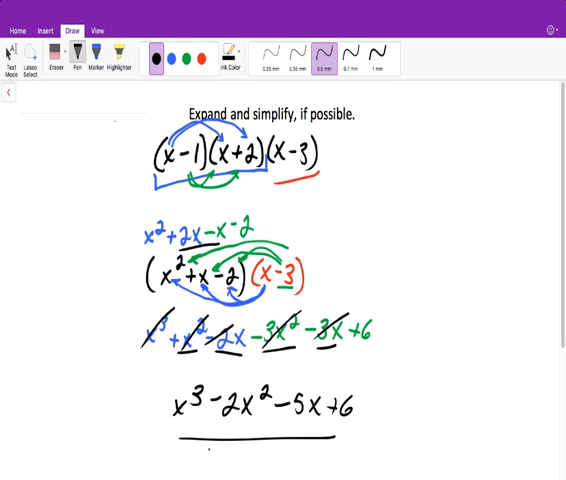 Home Insert Draw View
Text Mode Lasso Select Eraser Pen Marker Highlighter Ink Color 0.25 mm 0.35 mm 0.5 mm 0.7 mm 1 mm
Expand and simplify, if possible.
(x - 1)(x + 2)(x - 3)
x² + 2x - x - 2
(x² + x - 2)(x - 3)
x³ + x² - 2x - 3x² - 3x + 6
x³ - 2x² - 5x + 6